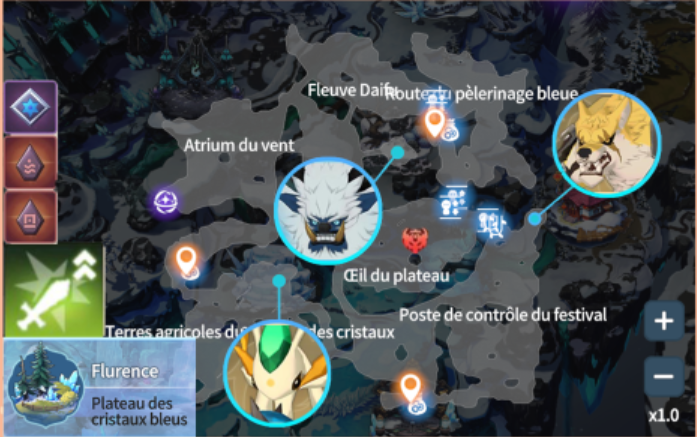 Fleuve Daifu
Route du pèlerinage bleue
Atrium du vent
Œil du plateau
Poste de contrôle du festival
Terres agricoles du des cristaux
Flurence
Plateau des
cristaux bleus
+
−
x1.0